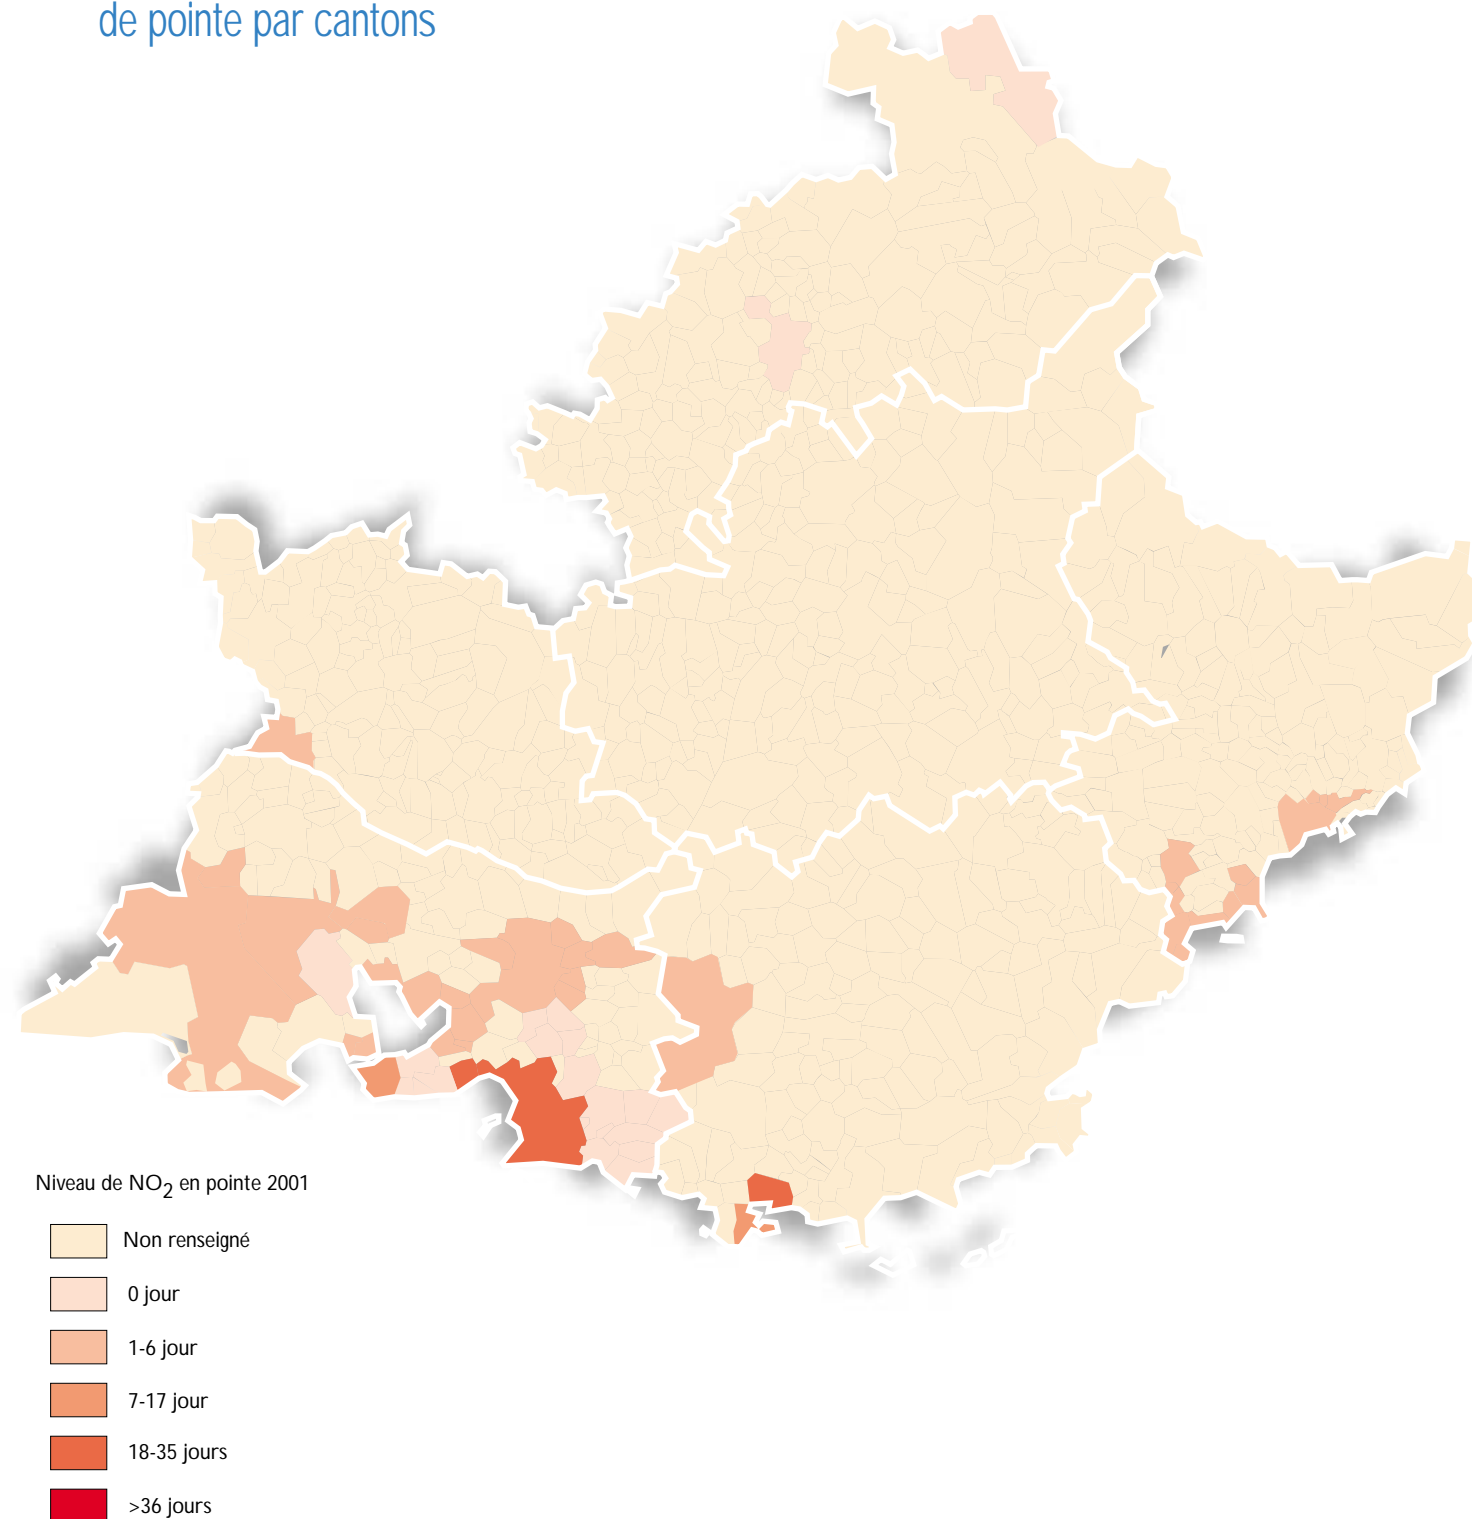 de pointe par cantons
Niveau de NO2 en pointe 2001
Non renseigné
0 jour
1-6 jour
7-17 jour
18-35 jours
>36 jours